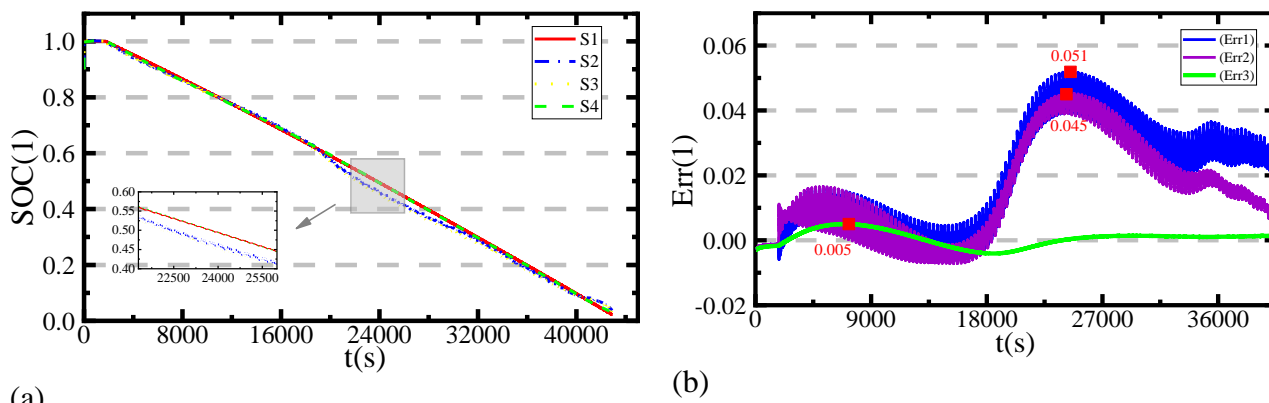 SOC(1)
1.0
0.8
0.6
0.4
0.2
0.0
S1
S2
S3
S4
0.60
0.55
0.50
0.45
0.40
22500 24000 25500
0 8000 16000 24000 32000 40000
t(s)
(a)
Err(1)
0.06
0.04
0.02
0.00
-0.02
(Err1)
(Err2)
(Err3)
0.051
0.045
0.005
0 9000 18000 27000 36000
t(s)
(b)